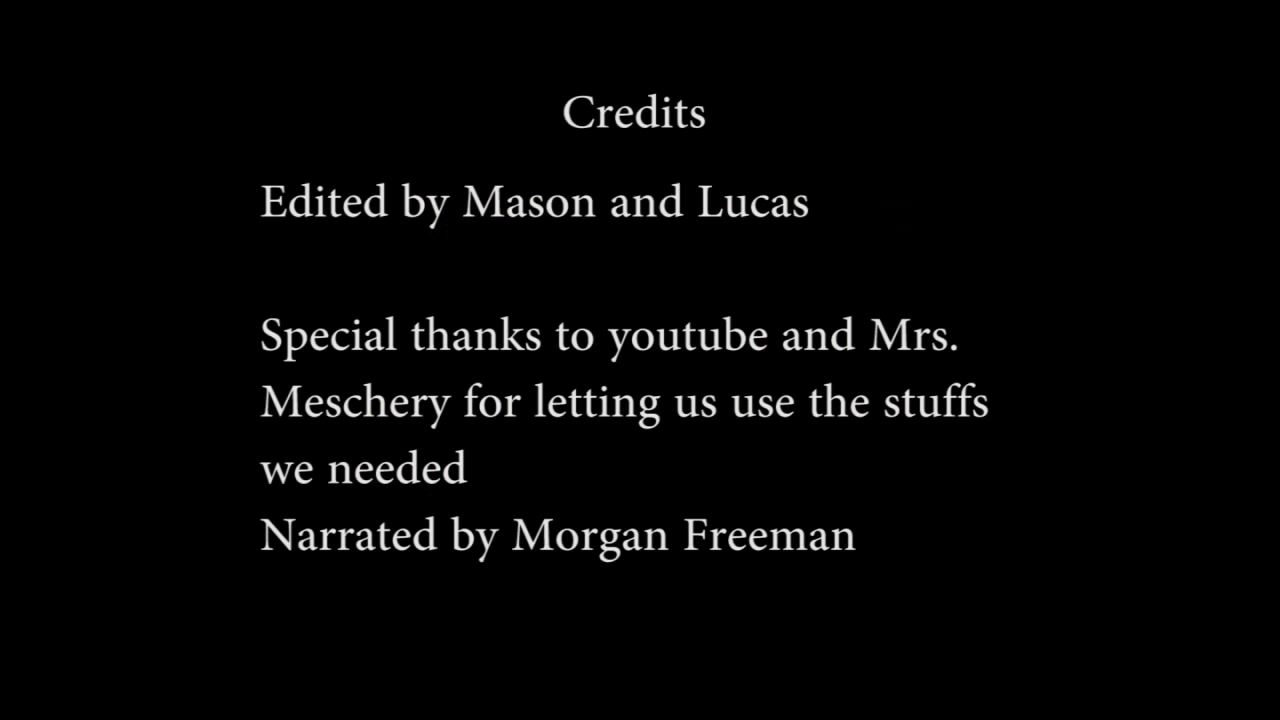 Credits
Edited by Mason and Lucas
Special thanks to youtube and Mrs.
Meschery for letting us use the stuffs
we needed
Narrated by Morgan Freeman